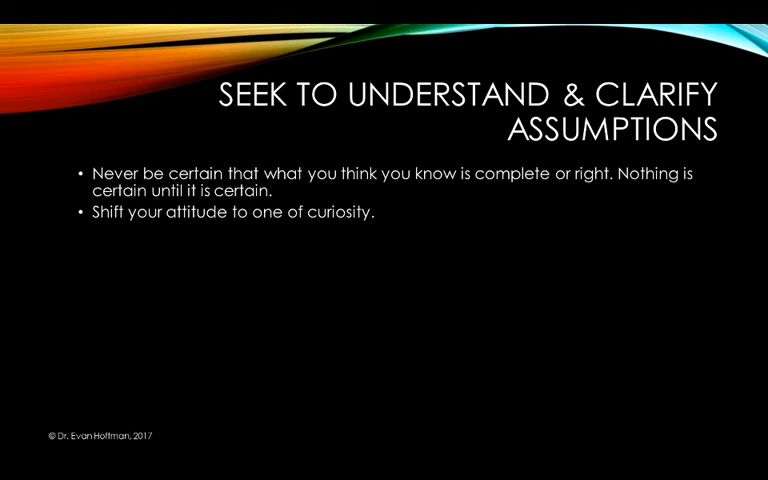 SEEK TO UNDERSTAND & CLARIFY
ASSUMPTIONS
• Never be certain that what you think you know is complete or right. Nothing is
certain until it is certain.
• Shift your attitude to one of curiosity.
© Dr. Evan Hoffman, 2017